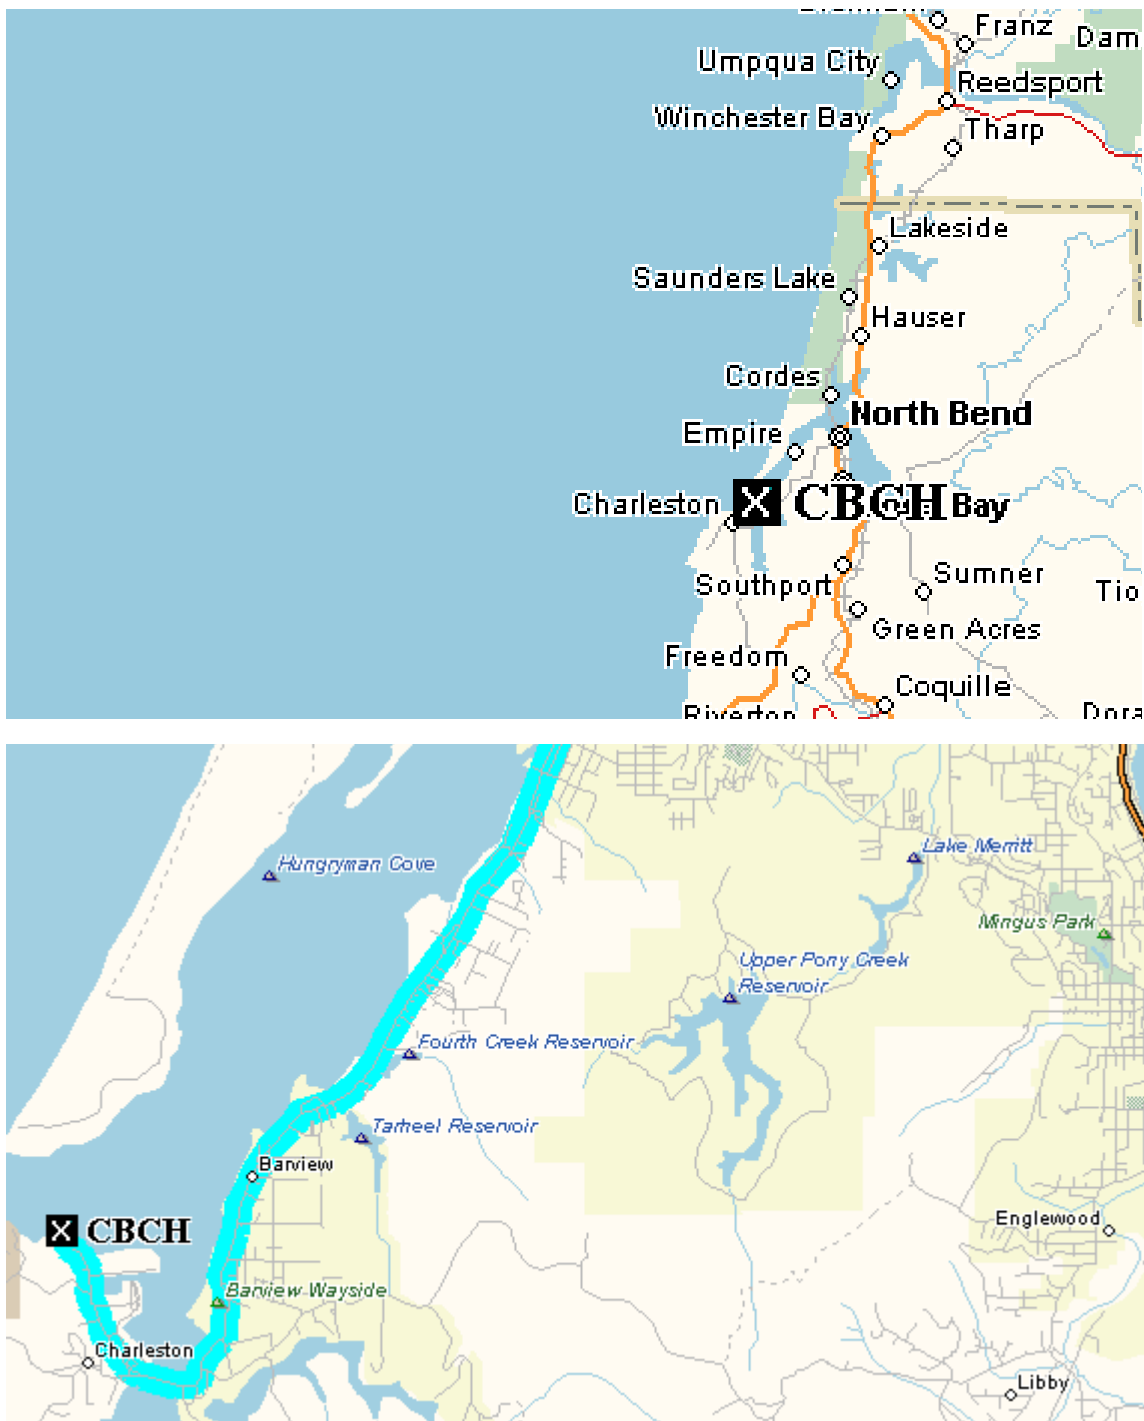 Franz
Dam
Umpqua City
Reedsport
Winchester Bay
Tharp
Lakeside
Saunders Lake
Hauser
Cordes
North Bend
Empire
Charleston
CBCH
Bay
Southport
Sumner
Tio
Green Acres
Freedom
Coquille
Riverton
Dora
Hungryman Cove
Lake Merritt
Mingus Park
Upper Pony Creek
Reservoir
Fourth Creek Reservoir
Tarheel Reservoir
Barview
CBCH
Englewood
Barview Wayside
Charleston
Libby